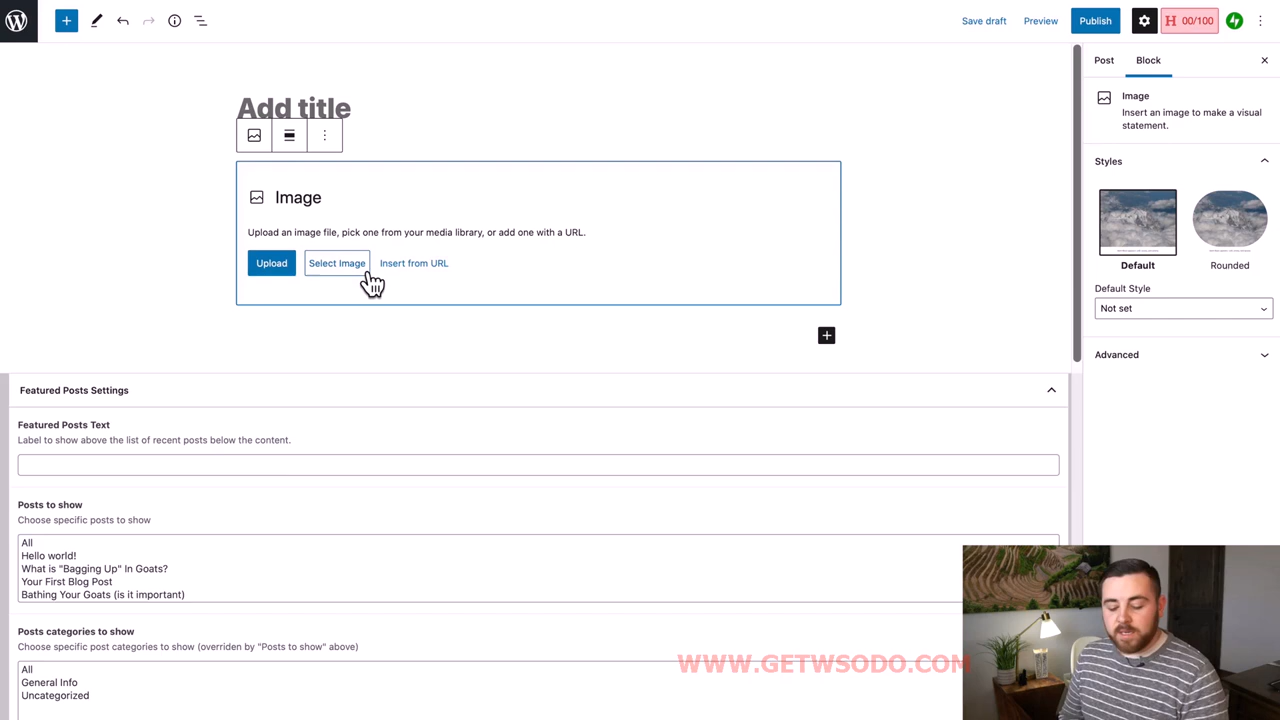 Save draft
Preview
Publish
H 00/100
Post
Block
Add title
Image
Insert an image to make a visual
statement.
Styles
Image
Upload an image file, pick one from your media library, or add one with a URL.
Upload
Select Image
Insert from URL
Default
Rounded
Default Style
Not set
Advanced
Featured Posts Settings
Featured Posts Text
Label to show above the list of recent posts below the content.
Posts to show
Choose specific posts to show
All
Hello world!
What is "Bagging Up" In Goats?
Your First Blog Post
Bathing Your Goats (is it important)
Posts categories to show
Choose specific post categories to show (overriden by "Posts to show" above)
All
General Info
Uncategorized
WWW.GETWSODO.COM